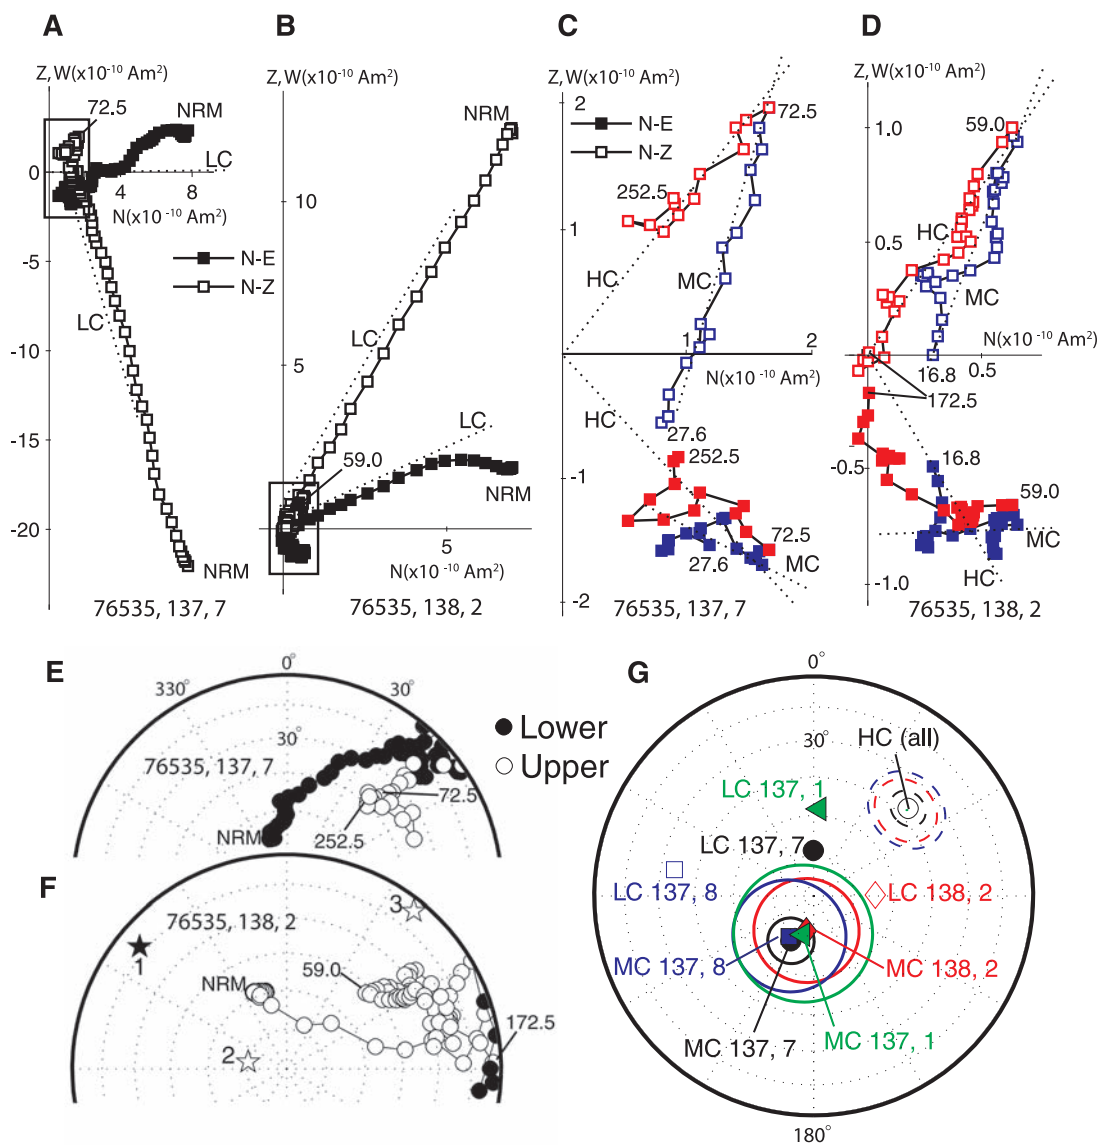 A
Z, W(x10⁻¹⁰ Am²)
72.5
NRM
LC
0
4
8
N(x10⁻¹⁰ Am²)
N-E
N-Z
-5
LC
-10
-15
-20
NRM
76535, 137, 7
B
Z, W(x10⁻¹⁰ Am²)
NRM
10
LC
5
LC
59.0
NRM
5
N(x10⁻¹⁰ Am²)
76535, 138, 2
C
Z, W(x10⁻¹⁰ Am²)
2
72.5
N-E
N-Z
252.5
1
HC
MC
1
2
N(x10⁻¹⁰ Am²)
HC
27.6
252.5
-1
72.5
27.6
MC
-2
76535, 137, 7
D
Z, W(x10⁻¹⁰ Am²)
59.0
1.0
HC
0.5
MC
N(x10⁻¹⁰ Am²)
16.8
0.5
172.5
-0.5
16.8
59.0
MC
HC
-1.0
76535, 138, 2
E
0°
330°
30°
30°
76535, 137, 7
72.5
NRM
252.5
Lower
Upper
F
76535, 138, 2
3
1
59.0
NRM
172.5
2
G
0°
30°
HC (all)
LC 137, 1
LC 137, 7
LC 137, 8
LC 138, 2
MC 137, 8
MC 138, 2
MC 137, 7
MC 137, 1
180°